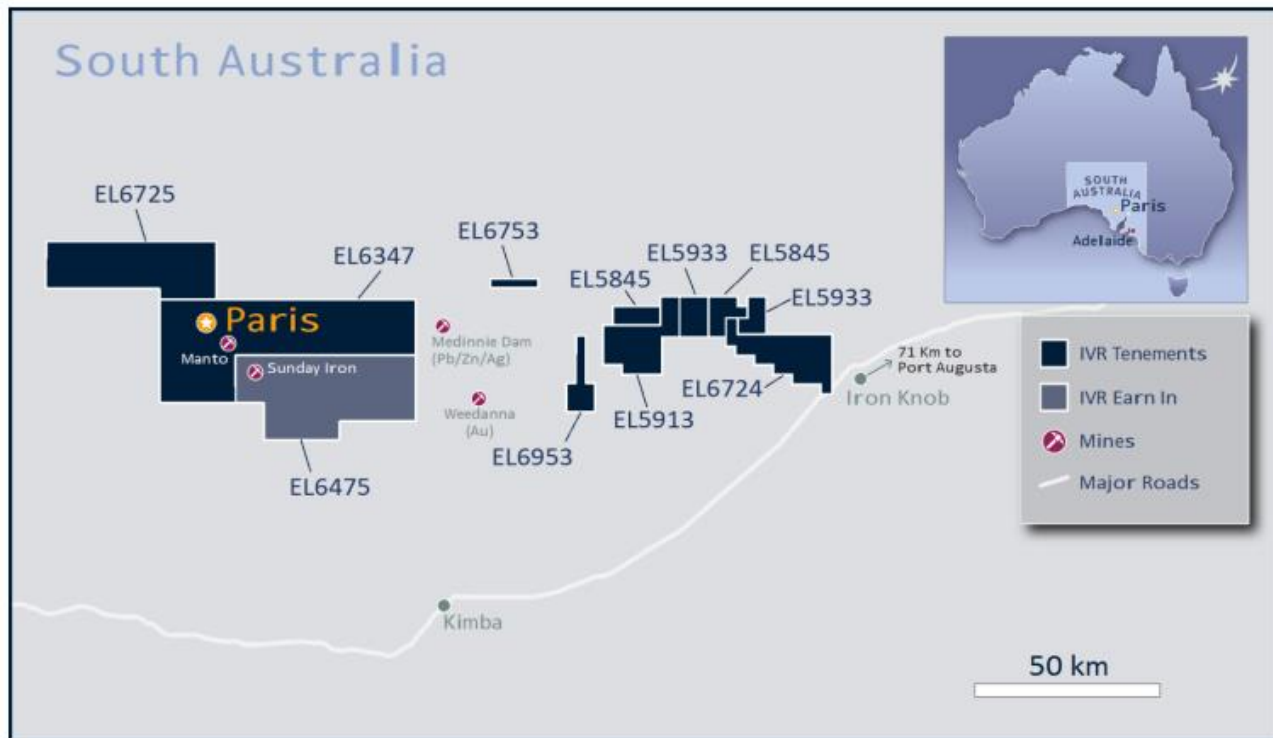 South Australia
EL6725
EL6347
EL6753
EL5845
EL5933
EL5845
EL5933
Paris
Manto
Sunday Iron
Medinnie Dam
(Pb/Zn/Ag)
Weedanna
(Au)
EL6475
EL6953
EL5913
EL6724
71 Km to
Port Augusta
Iron Knob
Kimba
SOUTH
AUSTRALIA
Paris
Adelaide
IVR Tenements
IVR Earn In
Mines
Major Roads
50 km